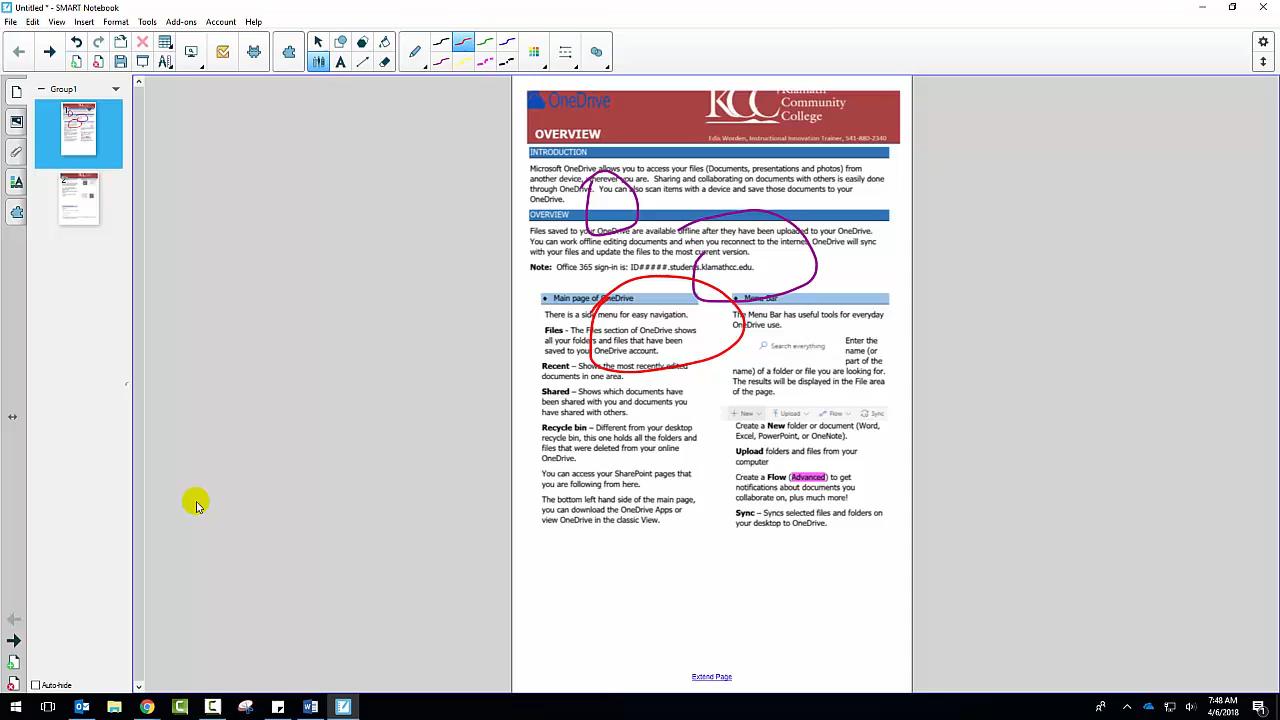 Untitled * - SMART Notebook
File Edit View Insert Format Tools Add-ons Account Help
Group1
1
2
Auto-hide
OneDrive
KCC Klamath
Community
College
OVERVIEW
Edis Worden, Instructional Innovation Trainer, 541-880-2340
INTRODUCTION
Microsoft OneDrive allows you to access your files (Documents, presentations and photos) from
another device, wherever you are. Sharing and collaborating on documents with others is easily done
through OneDrive. You can also scan items with a device and save those documents to your
OneDrive.
OVERVIEW
Files saved to your OneDrive are available offline after they have been uploaded to your OneDrive.
You can work offline editing documents and when you reconnect to the internet, OneDrive will sync
with your files and update the files to the most current version.
Note: Office 365 sign-in is: ID#####.students.klamathcc.edu.
♦ Main page of OneDrive
There is a side menu for easy navigation.
Files - The Files section of OneDrive shows
all your folders and files that have been
saved to your OneDrive account.
Recent – Shows the most recently edited
documents in one area.
Shared – Shows which documents have
been shared with you and documents you
have shared with others.
Recycle bin – Different from your desktop
recycle bin, this one holds all the folders and
files that were deleted from your online
OneDrive.
You can access your SharePoint pages that
you are following from here.
The bottom left hand side of the main page,
you can download the OneDrive Apps or
view OneDrive in the classic View.
♦ Menu Bar
The Menu Bar has useful tools for everyday
OneDrive use.
Search everything
Enter the
name (or
part of the
name) of a folder or file you are looking for.
The results will be displayed in the File area
of the page.
New Upload Flow Sync
Create a New folder or document (Word,
Excel, PowerPoint, or OneNote).
Upload folders and files from your
computer
Create a Flow (Advanced) to get
notifications about documents you
collaborate on, plus much more!
Sync – Syncs selected files and folders on
your desktop to OneDrive.
Extend Page
7:48 AM
4/6/2018